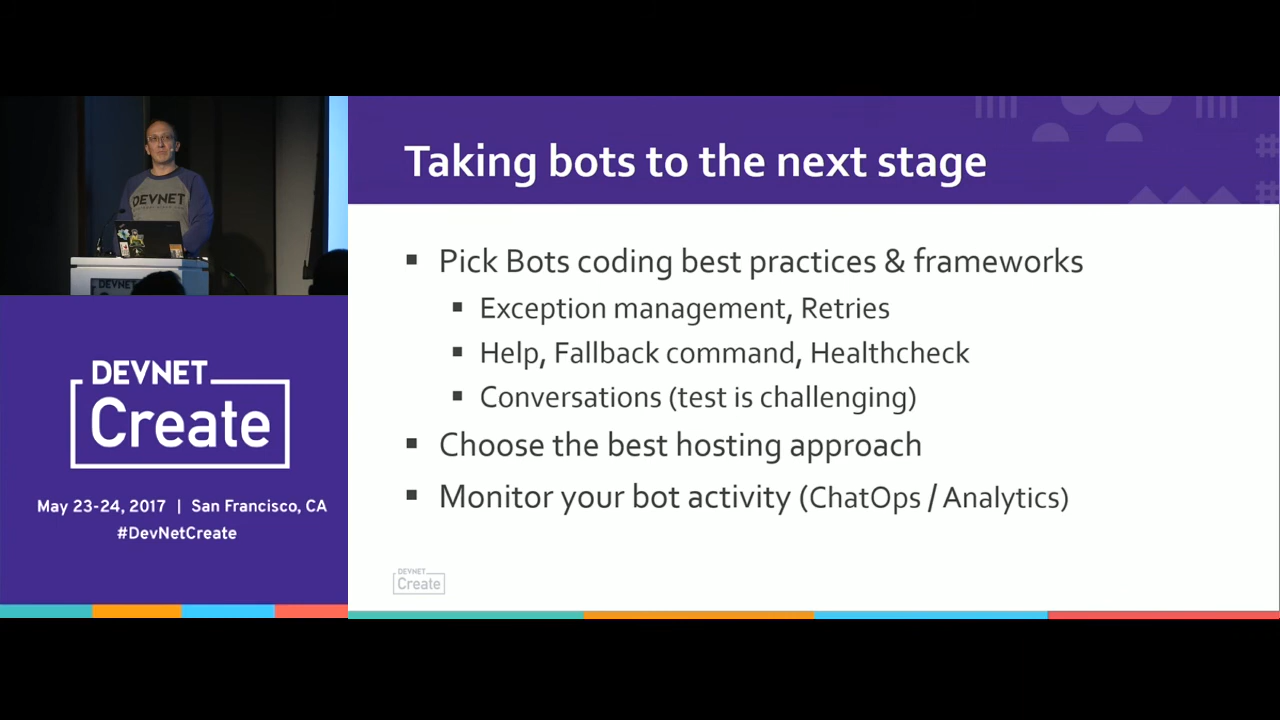 DEVNET
DEVNET
DEVNET
Create
May 23-24, 2017 | San Francisco, CA
#DevNetCreate
Taking bots to the next stage
▪ Pick Bots coding best practices & frameworks
▪ Exception management, Retries
▪ Help, Fallback command, Healthcheck
▪ Conversations (test is challenging)
▪ Choose the best hosting approach
▪ Monitor your bot activity (ChatOps / Analytics)
DEVNET
Create